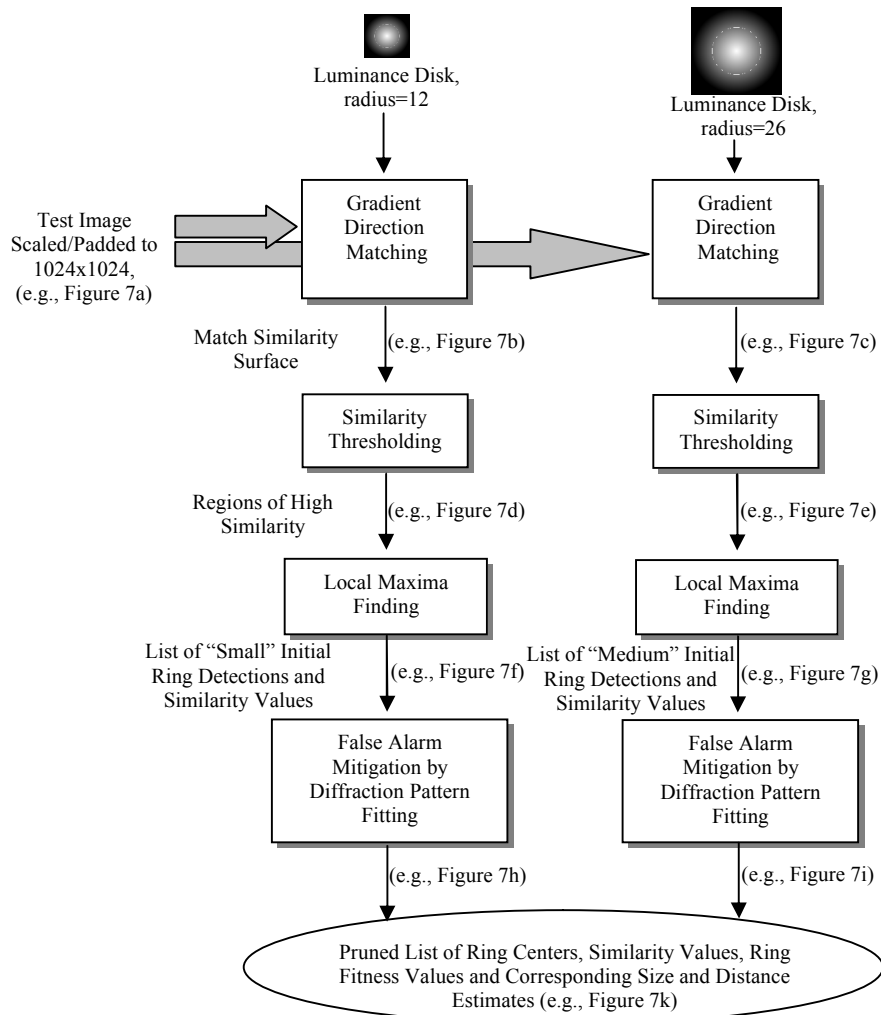 Luminance Disk,
radius=12
Luminance Disk,
radius=26
Test Image
Scaled/Padded to
1024x1024,
(e.g., Figure 7a)
Gradient
Direction
Matching
Gradient
Direction
Matching
Match Similarity
Surface
(e.g., Figure 7b)
(e.g., Figure 7c)
Similarity
Thresholding
Similarity
Thresholding
Regions of High
Similarity
(e.g., Figure 7d)
(e.g., Figure 7e)
Local Maxima
Finding
Local Maxima
Finding
List of “Small” Initial
Ring Detections and
Similarity Values
(e.g., Figure 7f)
List of “Medium” Initial
Ring Detections and
Similarity Values
(e.g., Figure 7g)
False Alarm
Mitigation by
Diffraction Pattern
Fitting
False Alarm
Mitigation by
Diffraction Pattern
Fitting
(e.g., Figure 7h)
(e.g., Figure 7i)
Pruned List of Ring Centers, Similarity Values, Ring
Fitness Values and Corresponding Size and Distance
Estimates (e.g., Figure 7k)